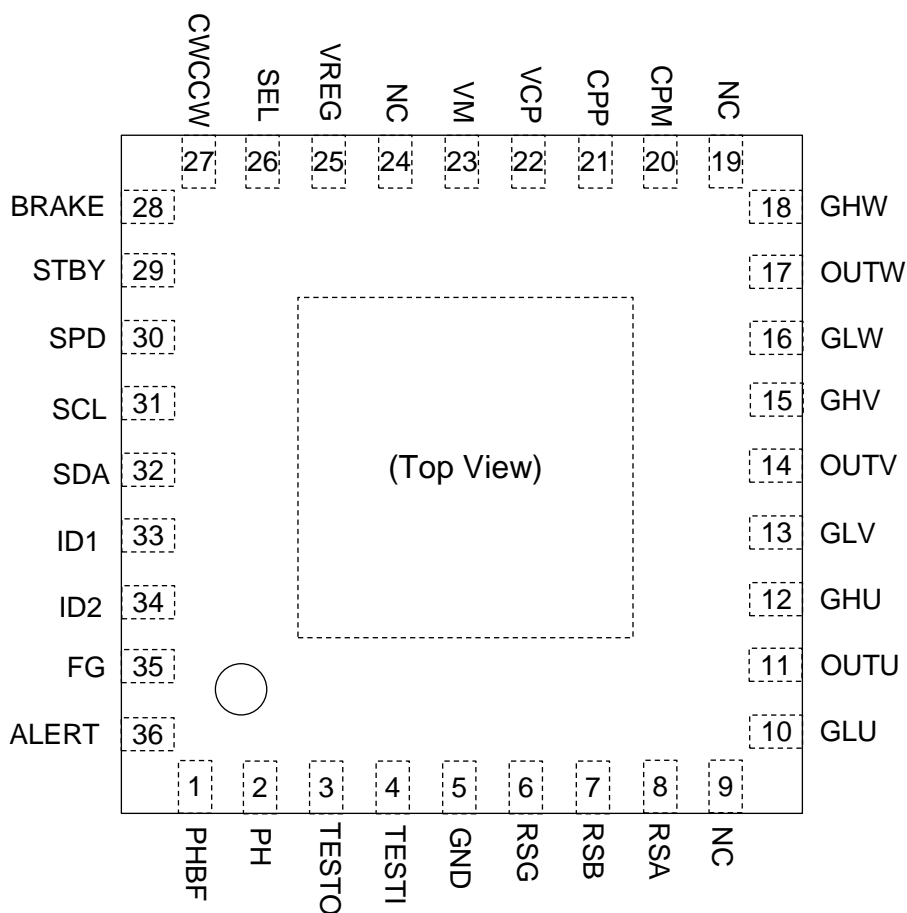 CWCCW SEL VREG NC VM VCP CPP CPM NC
27 26 25 24 23 22 21 20 19
BRAKE 28 18 GHW
STBY 29 17 OUTW
SPD 30 16 GLW
SCL 31 15 GHV
SDA 32 (Top View) 14 OUTV
ID1 33 13 GLV
ID2 34 12 GHU
FG 35 11 OUTU
ALERT 36 10 GLU
1 2 3 4 5 6 7 8 9
PHBF PH TESTO TESTI GND RSG RSB RSA NC